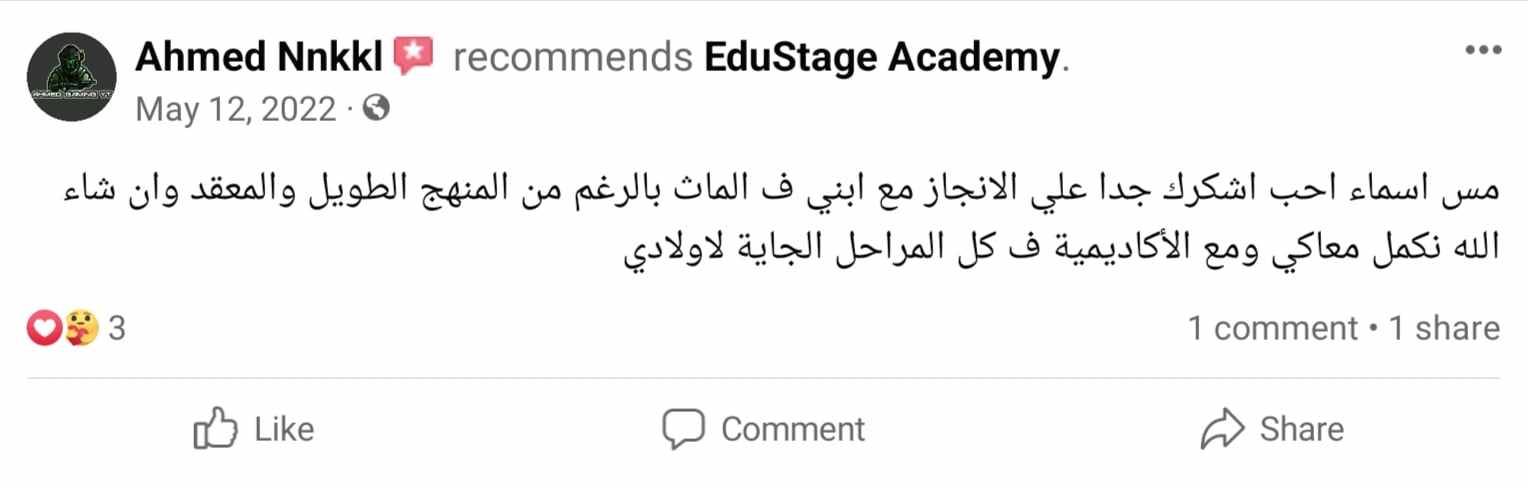 Ahmed Nnkkl recommends EduStage Academy.
May 12, 2022 ·
مس اسماء احب اشكرك جدا علي الانجاز مع ابني ف الماث بالرغم من المنهج الطويل والمعقد وان شاء
الله نكمل معاكي ومع الأكاديمية ف كل المراحل الجاية لاولادي
3
1 comment • 1 share
Like
Comment
Share